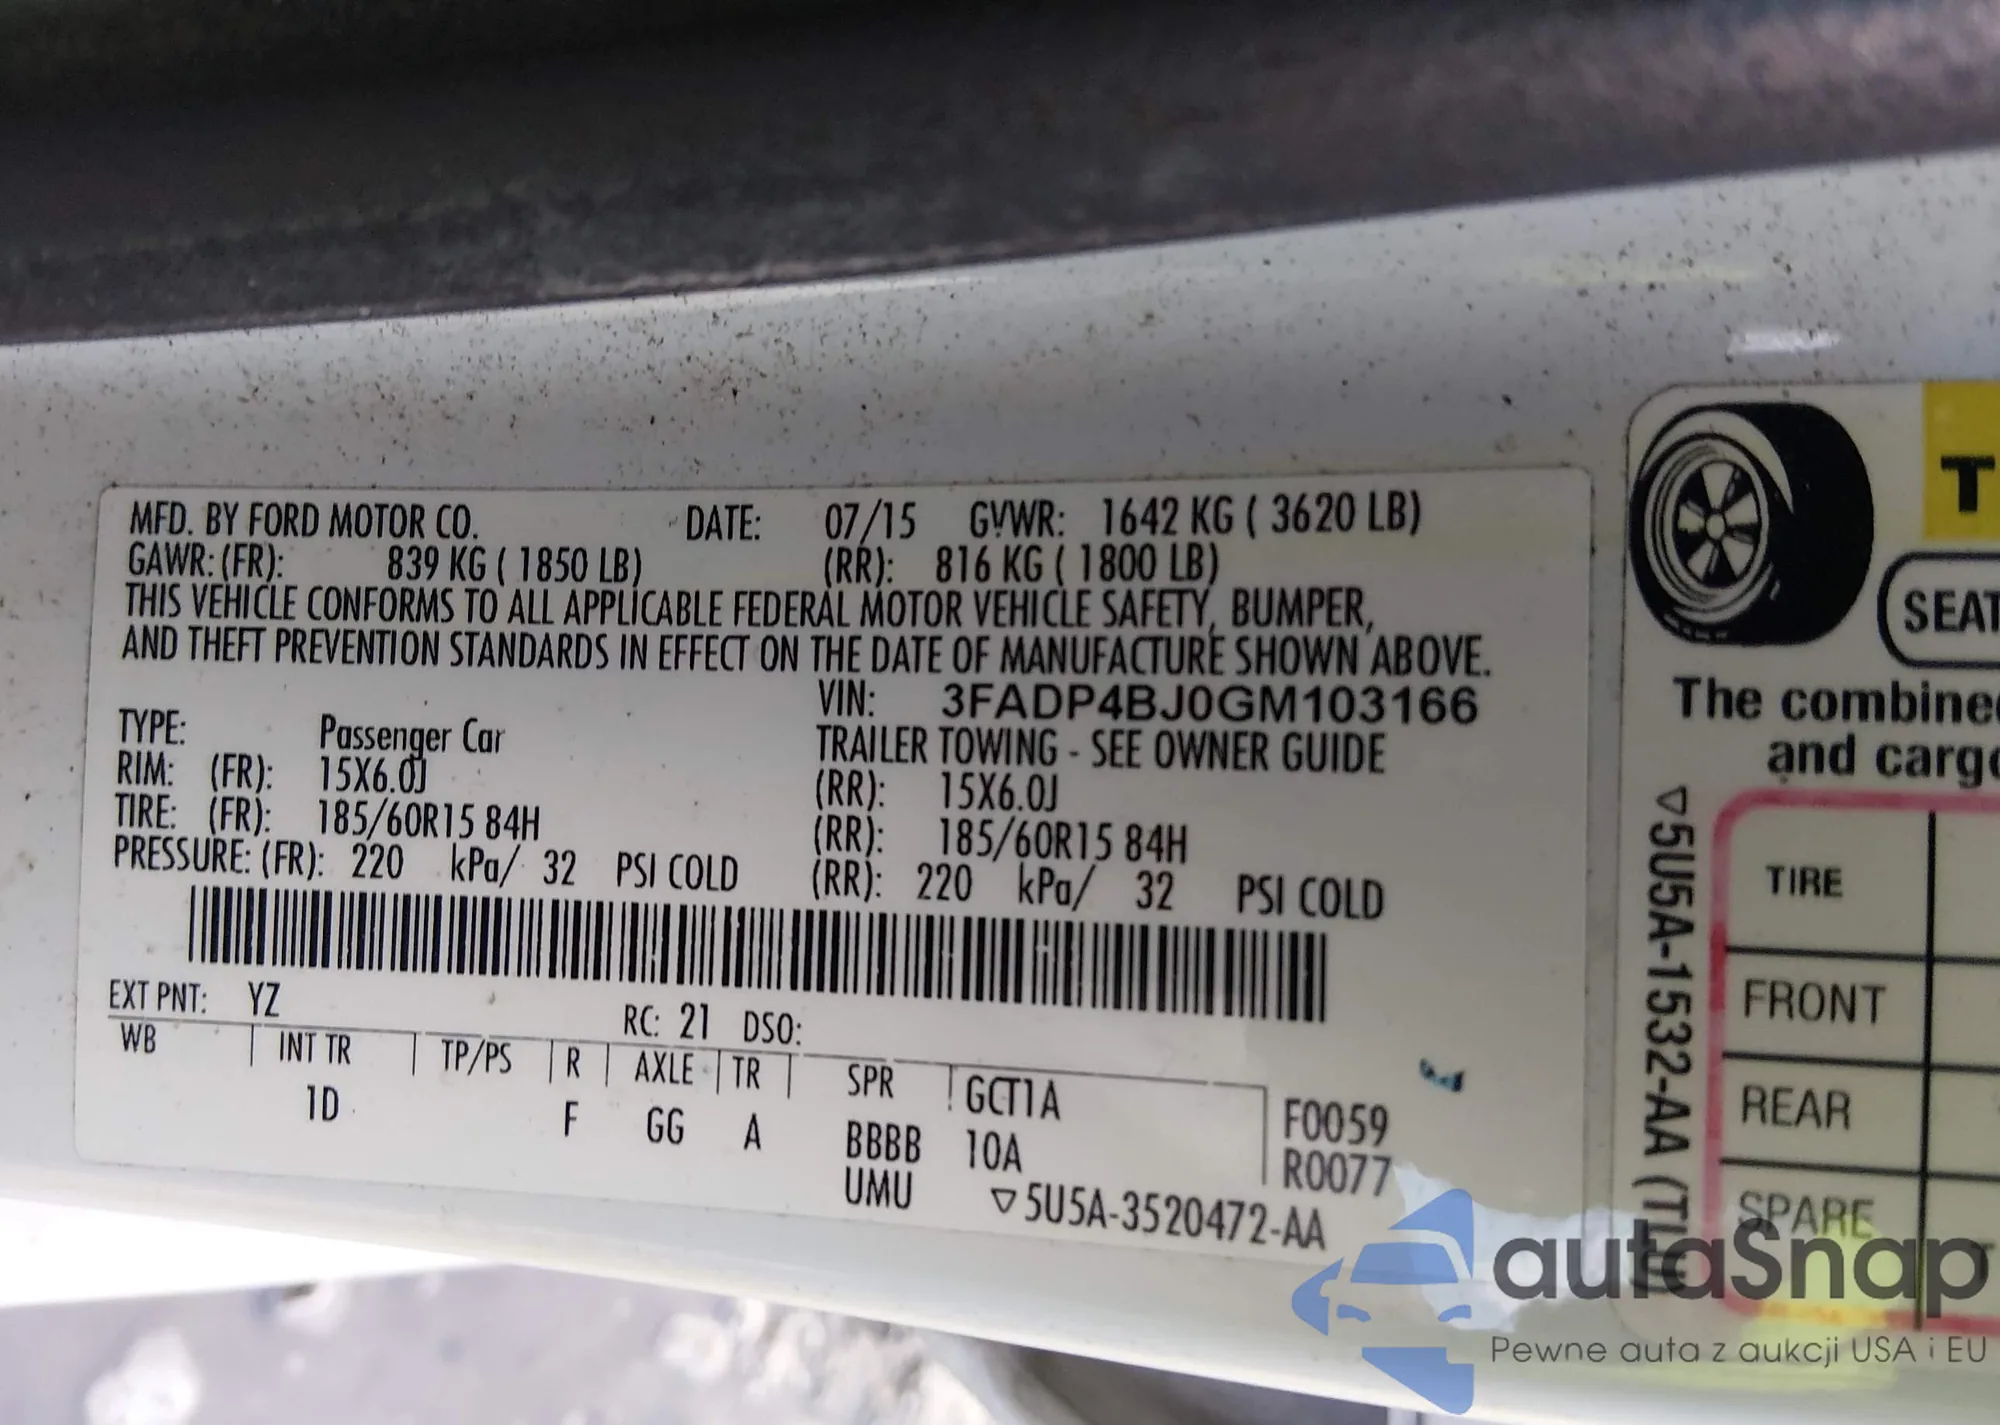 MFD. BY FORD MOTOR CO. DATE: 07/15 GVWR: 1642 KG ( 3620 LB)
GAWR: (FR): 839 KG ( 1850 LB) (RR): 816 KG ( 1800 LB)
THIS VEHICLE CONFORMS TO ALL APPLICABLE FEDERAL MOTOR VEHICLE SAFETY, BUMPER,
AND THEFT PREVENTION STANDARDS IN EFFECT ON THE DATE OF MANUFACTURE SHOWN ABOVE.
VIN: 3FADP4BJ0GM103166
TYPE: Passenger Car TRAILER TOWING - SEE OWNER GUIDE
RIM: (FR): 15X6.0J (RR): 15X6.0J
TIRE: (FR): 185/60R15 84H (RR): 185/60R15 84H
PRESSURE: (FR): 220 kPa/ 32 PSI COLD (RR): 220 kPa/ 32 PSI COLD
EXT PNT: YZ RC: 21 DSO:
WB INT TR TP/PS R AXLE TR SPR GCT1A F0059
1D F GG A BBBB 10A R0077
UMU ▽5U5A-3520472-AA
T
SEAT
The combined
and cargo
▽5U5A-1532-AA
TIRE
FRONT
REAR
SPARE
autaSnap
Pewne auta z aukcji USA i EU